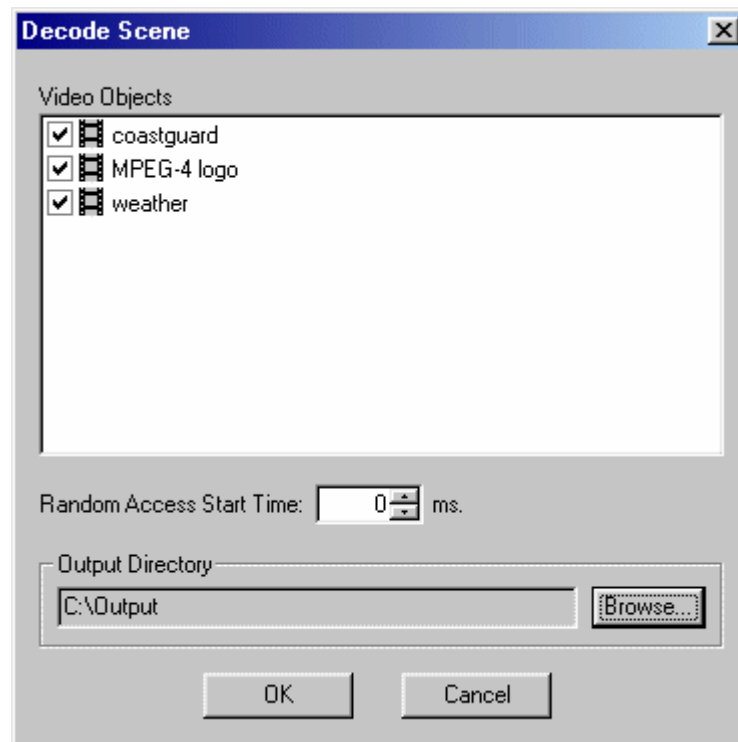 Decode Scene
Video Objects
coastguard
MPEG-4 logo
weather
Random Access Start Time: 0 ms.
Output Directory
C:\Output Browse...
OK Cancel